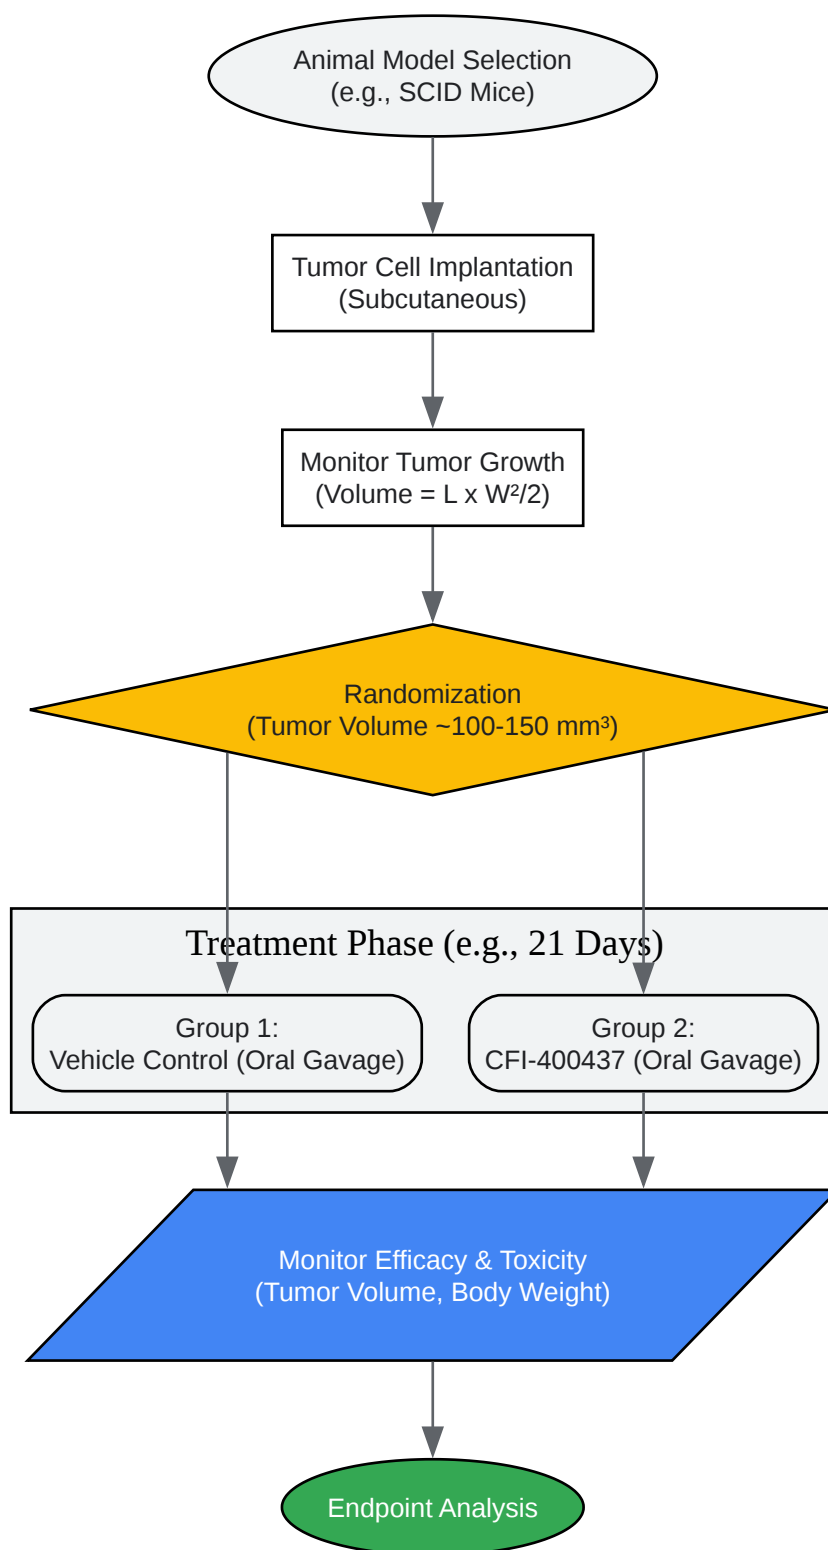 Animal Model Selection
(e.g., SCID Mice)
Tumor Cell Implantation
(Subcutaneous)
Monitor Tumor Growth
(Volume = L x W²/2)
Randomization
(Tumor Volume ~100-150 mm³)
Treatment Phase (e.g., 21 Days)
Group 1:
Vehicle Control (Oral Gavage)
Group 2:
CFI-400437 (Oral Gavage)
Monitor Efficacy & Toxicity
(Tumor Volume, Body Weight)
Endpoint Analysis